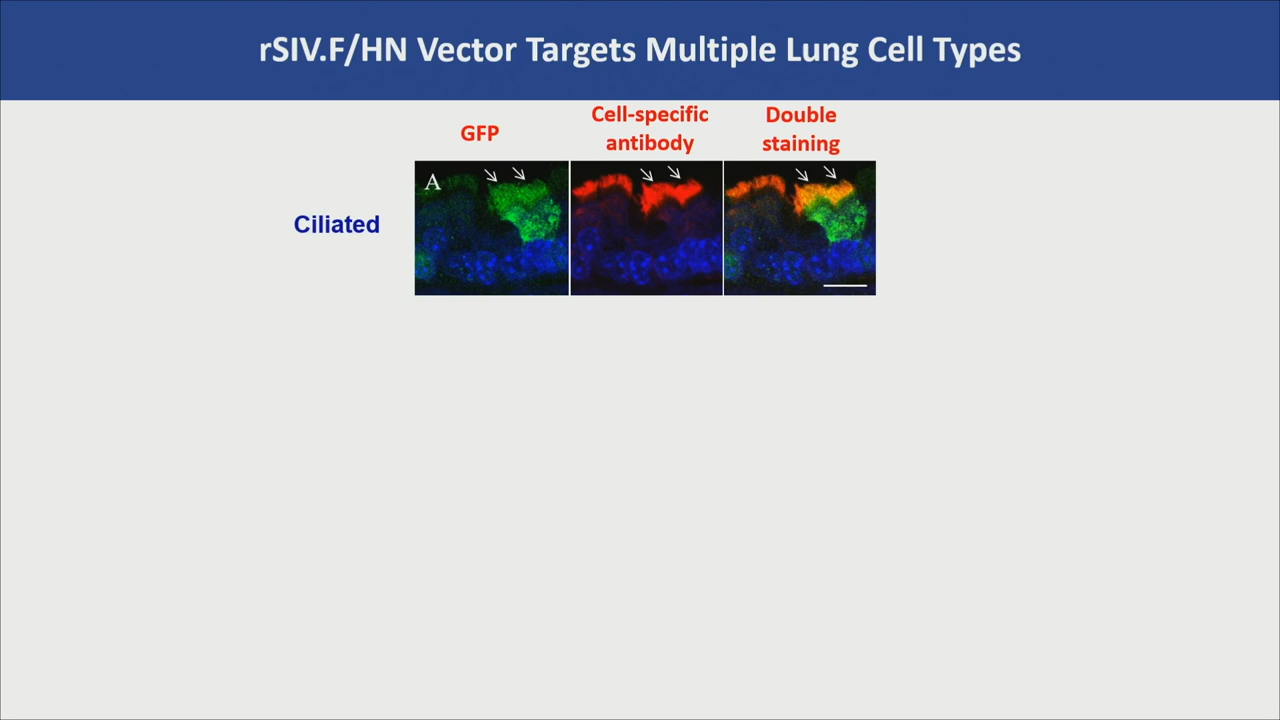 rSIV.F/HN Vector Targets Multiple Lung Cell Types
GFP
Cell-specific
antibody
Double
staining
A
Ciliated